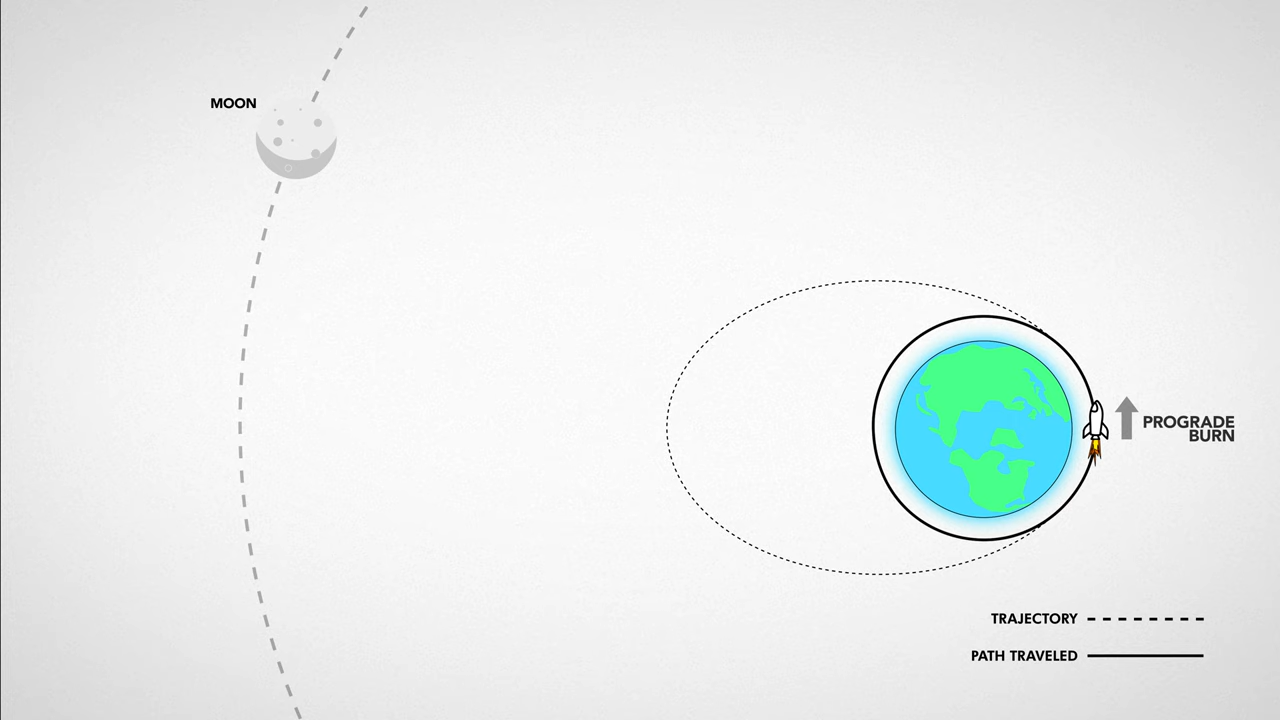 MOON
PROGRADE
BURN
TRAJECTORY
PATH TRAVELED